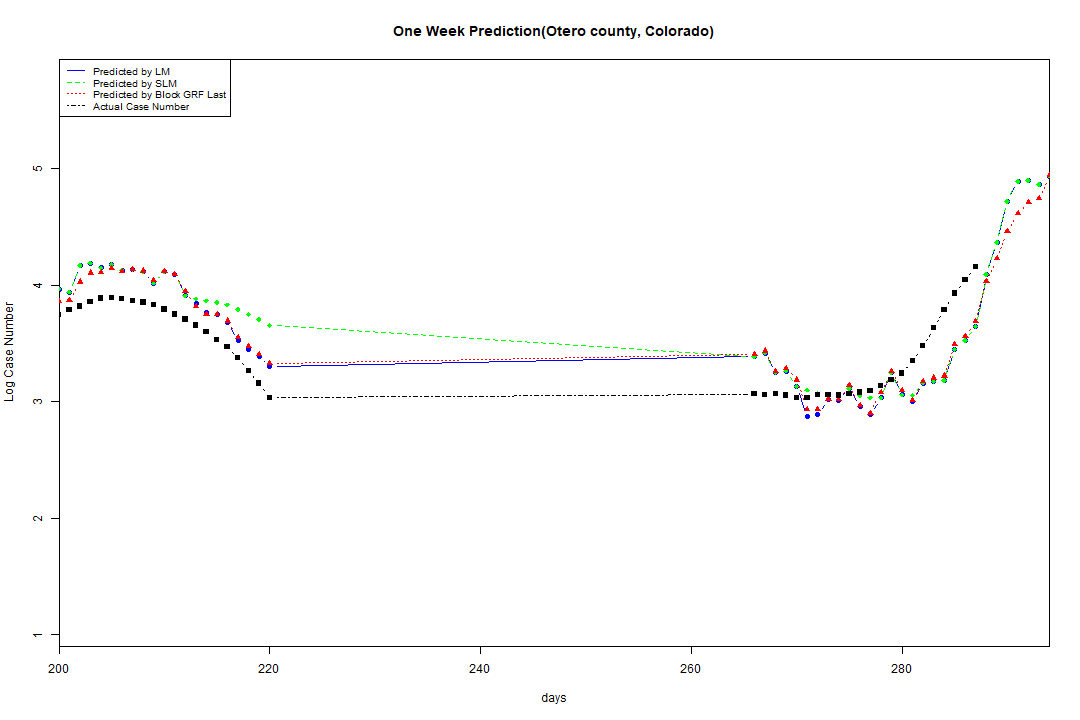 One Week Prediction(Otero county, Colorado)
Predicted by LM
Predicted by SLM
Predicted by Block GRF Last
Actual Case Number
5
4
3
2
1
Log Case Number
200 220 240 260 280
days